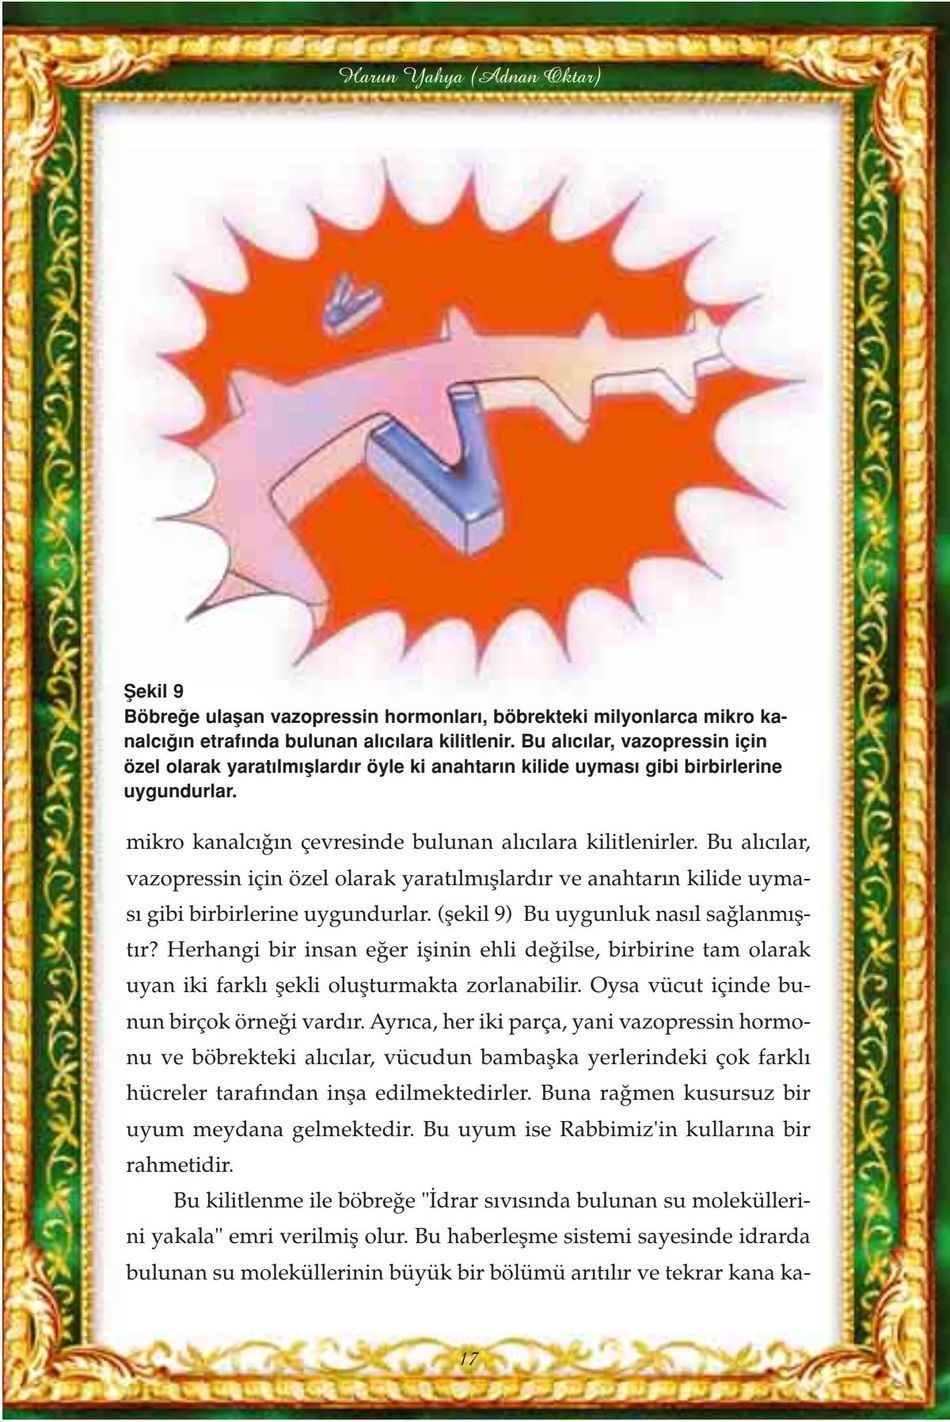 Harun Yahya (Adnan Oktar)
Şekil 9
Böbreğe ulaşan vazopressin hormonları, böbrekteki milyonlarca mikro ka-
nalcığın etrafında bulunan alıcılara kilitlenir. Bu alıcılar, vazopressin için
özel olarak yaratılmışlardır öyle ki anahtarın kilide uyması gibi birbirlerine
uygundurlar.
mikro kanalcığın çevresinde bulunan alıcılara kilitlenirler. Bu alıcılar,
vazopressin için özel olarak yaratılmışlardır ve anahtarın kilide uyma-
sı gibi birbirlerine uygundurlar. (şekil 9) Bu uygunluk nasıl sağlanmış-
tır? Herhangi bir insan eğer işinin ehli değilse, birbirine tam olarak
uyan iki farklı şekli oluşturmakta zorlanabilir. Oysa vücut içinde bu-
nun birçok örneği vardır. Ayrıca, her iki parça, yani vazopressin hormo-
nu ve böbrekteki alıcılar, vücudun bambaşka yerlerindeki çok farklı
hücreler tarafından inşa edilmektedirler. Buna rağmen kusursuz bir
uyum meydana gelmektedir. Bu uyum ise Rabbimiz'in kullarına bir
rahmetidir.
Bu kilitlenme ile böbreğe "İdrar sıvısında bulunan su molekülleri-
ni yakala" emri verilmiş olur. Bu haberleşme sistemi sayesinde idrarda
bulunan su moleküllerinin büyük bir bölümü arıtılır ve tekrar kana ka-
17